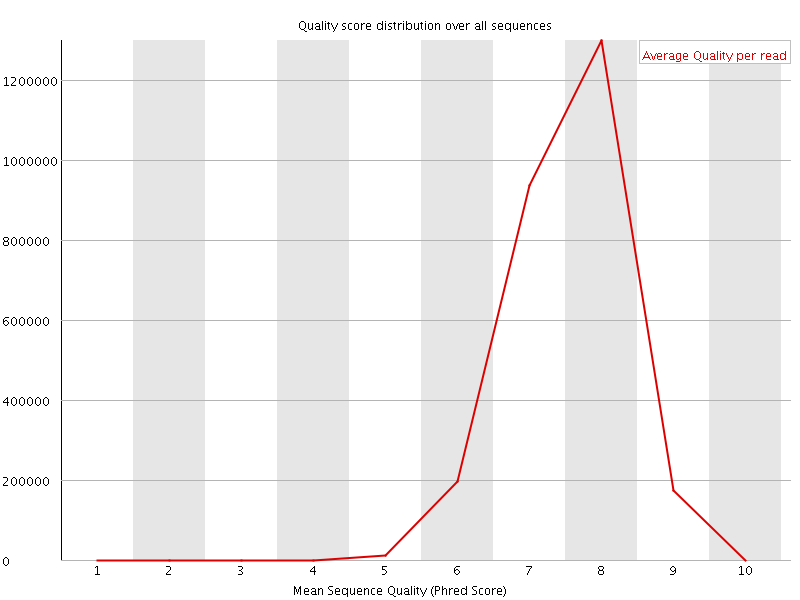 Quality score distribution over all sequences
Average Quality per read
1200000
1000000
800000
600000
400000
200000
0
1 2 3 4 5 6 7 8 9 10
Mean Sequence Quality (Phred Score)